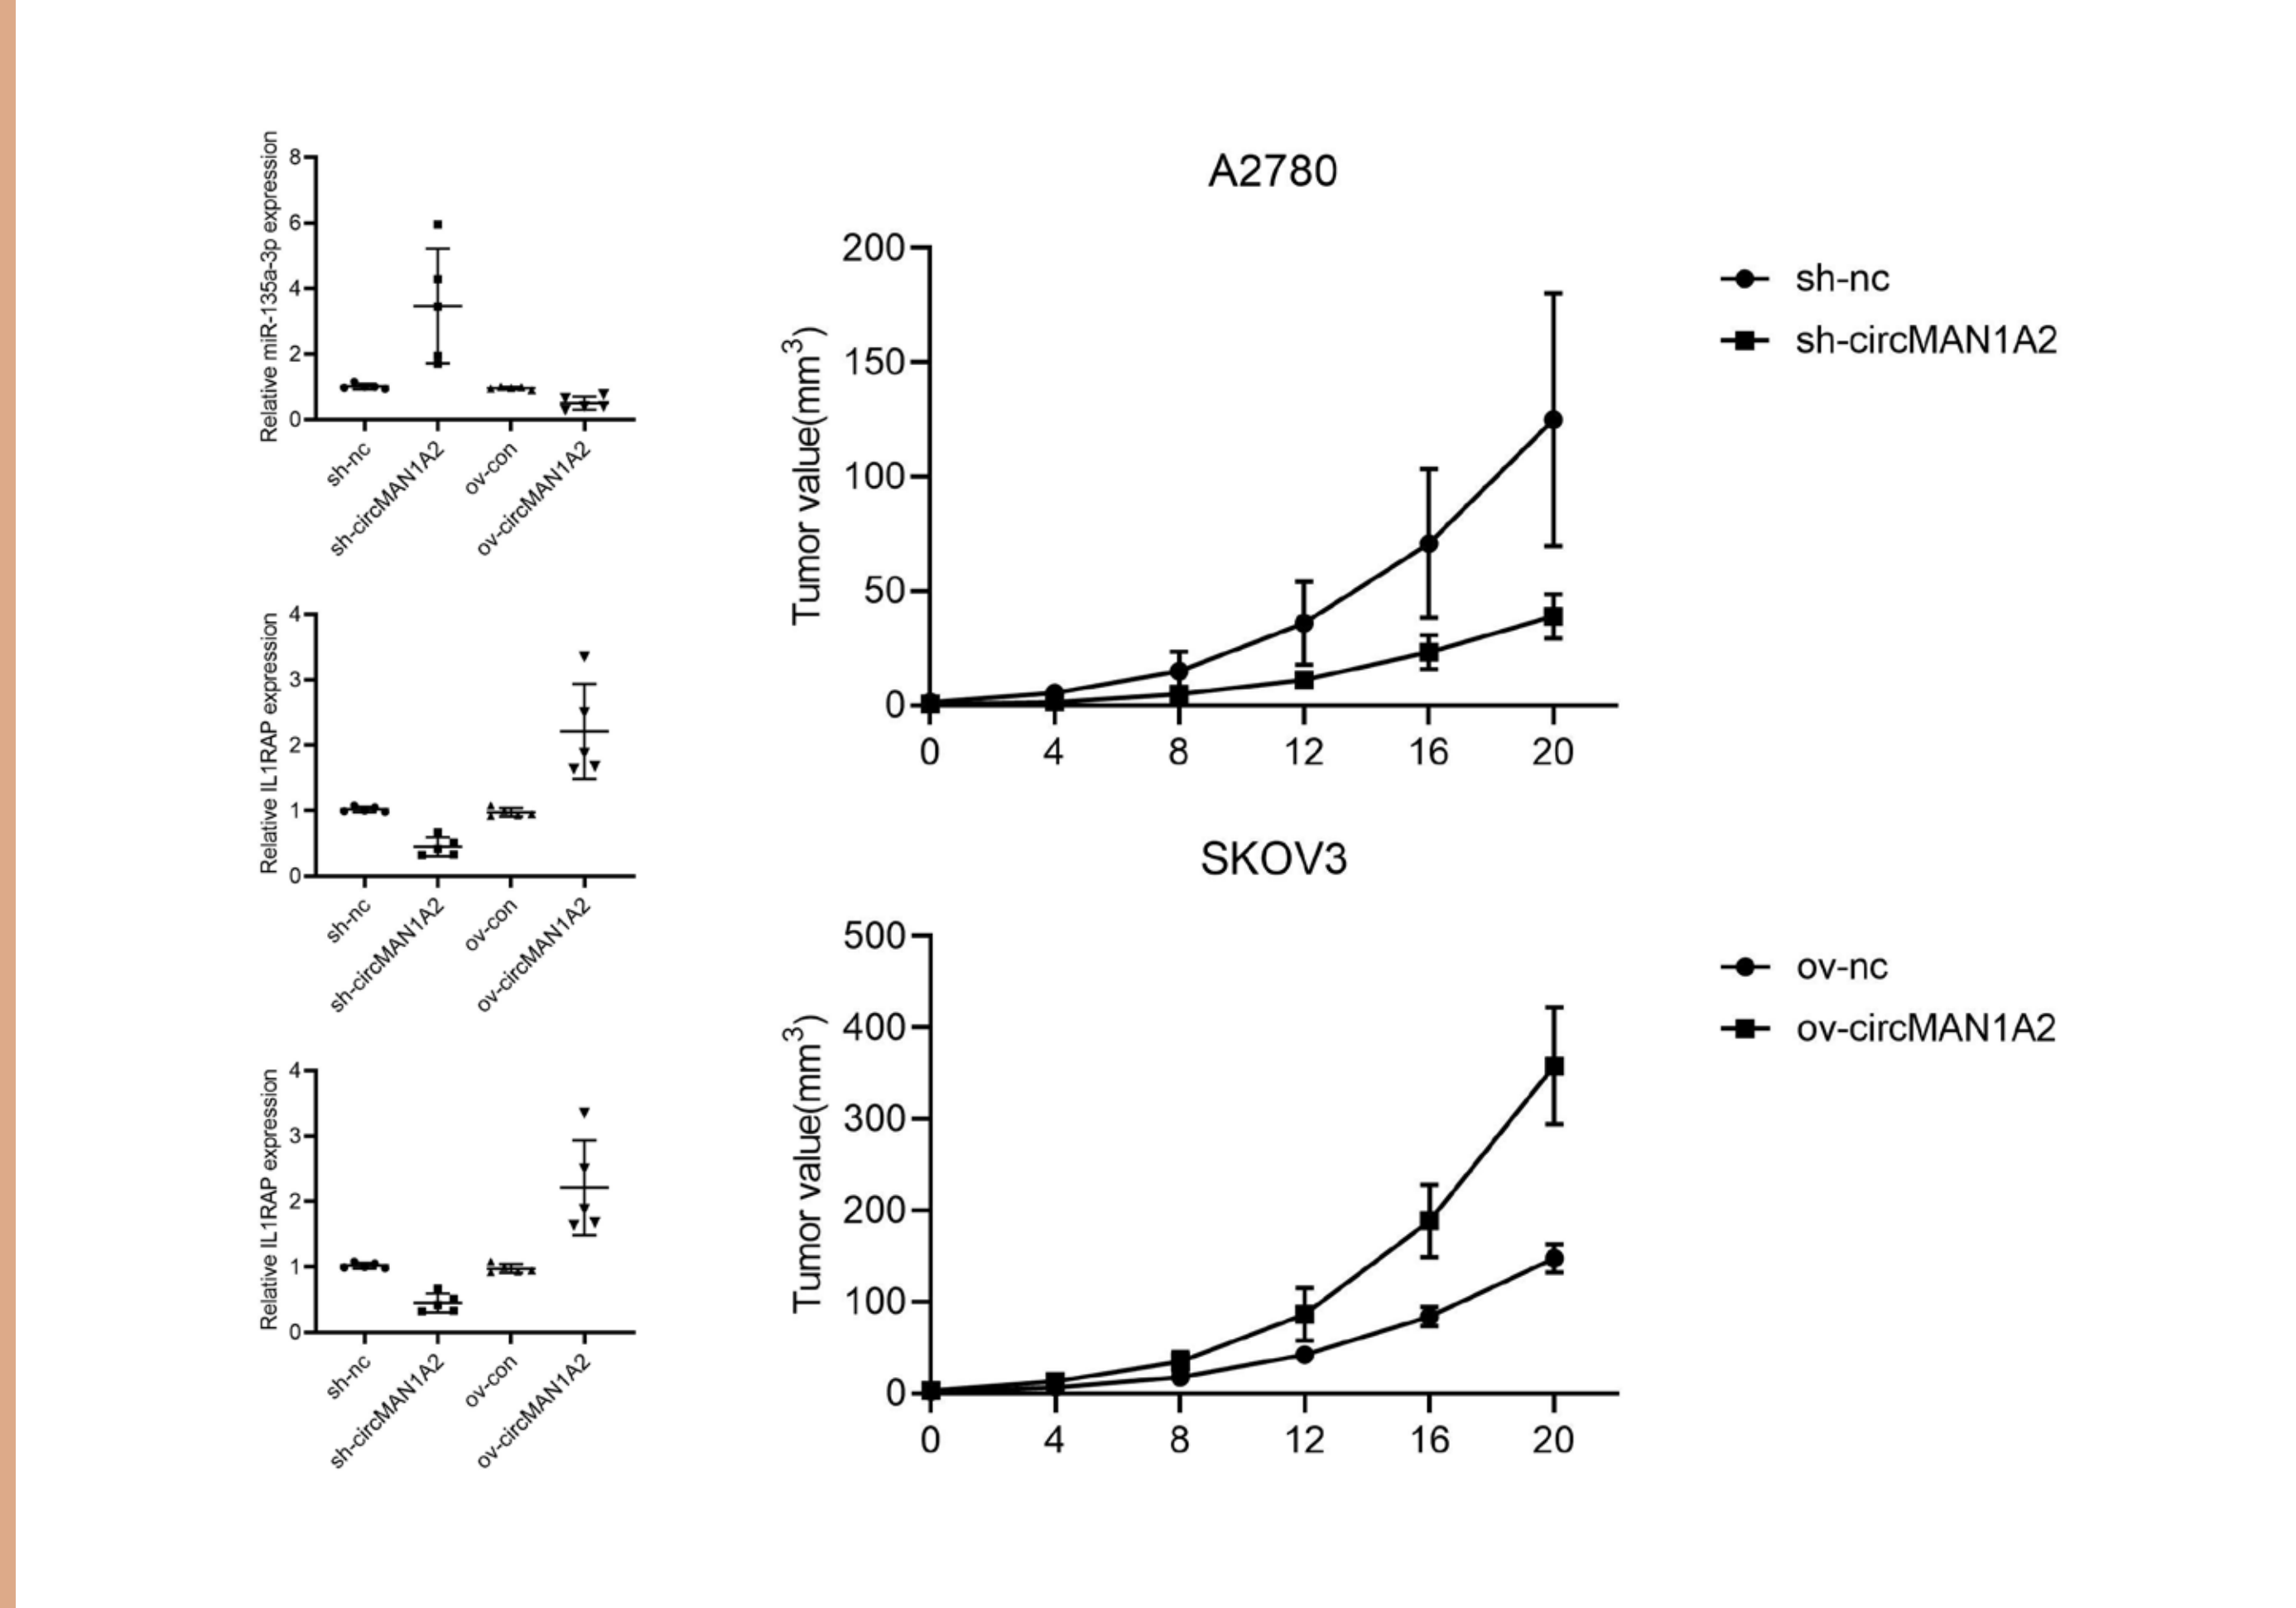 Relative miR-135a-3p expression
8
6
4
2
0
sh-nc
sh-circMAN1A2
ov-con
ov-circMAN1A2
Relative IL1RAP expression
4
3
2
1
0
sh-nc
sh-circMAN1A2
ov-con
ov-circMAN1A2
Relative IL1RAP expression
4
3
2
1
0
sh-nc
sh-circMAN1A2
ov-con
ov-circMAN1A2
A2780
Tumor value(mm³)
200
150
100
50
0
0 4 8 12 16 20
sh-nc
sh-circMAN1A2
SKOV3
Tumor value(mm³)
500
400
300
200
100
0
0 4 8 12 16 20
ov-nc
ov-circMAN1A2